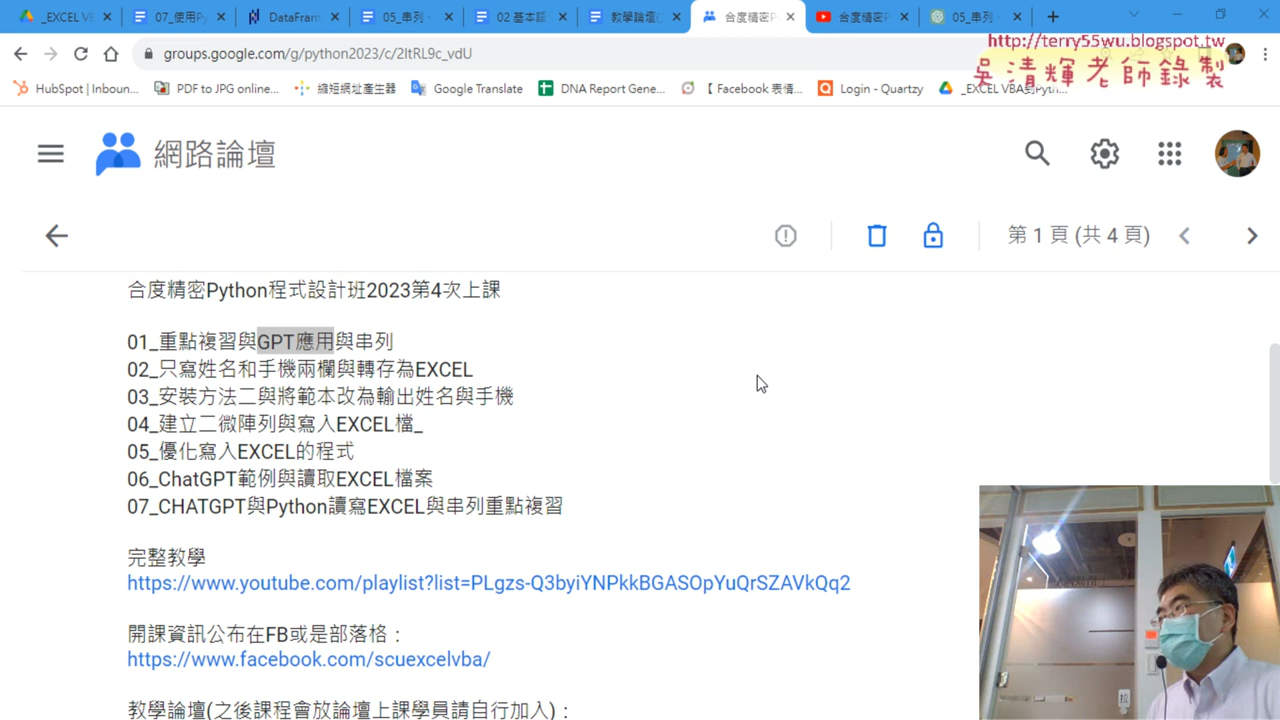 _EXCEL VE
07_使用Py
DataFram
05_串列
02 基本語
教學論壇(
合度精密P
合度精密P
05_串列
groups.google.com/g/python2023/c/2ltRL9c_vdU
http://terry55wu.blogspot.tw
吳清輝老師錄製
HubSpot | Inboun...
PDF to JPG online...
縮短網址產生器
Google Translate
DNA Report Gene...
【 Facebook 表情...
Login - Quartzy
_EXCEL VBA到Pyth...
網路論壇
第 1 頁 (共 4 頁)
合度精密Python程式設計班2023第4次上課
01_重點複習與GPT應用與串列
02_只寫姓名和手機兩欄與轉存為EXCEL
03_安裝方法二與將範本改為輸出姓名與手機
04_建立二微陣列與寫入EXCEL檔_
05_優化寫入EXCEL的程式
06_ChatGPT範例與讀取EXCEL檔案
07_CHATGPT與Python讀寫EXCEL與串列重點複習
完整教學
https://www.youtube.com/playlist?list=PLgzs-Q3byiYNPkkBGASOpYuQrSZAVkQq2
開課資訊公布在FB或是部落格：
https://www.facebook.com/scuexcelvba/
教學論壇(之後課程會放論壇上課學員請自行加入)：
拉